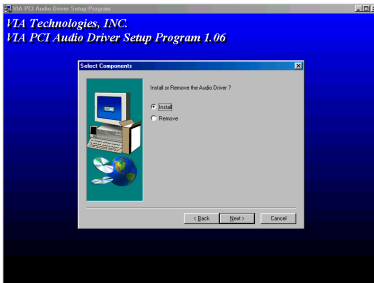 VIA PCI Audio Driver Setup Program
VIA Technologies, INC.
VIA PCI Audio Driver Setup Program 1.06
Select Components
Install or Remove the Audio Driver ?
Install
Remove
< Back
Next >
Cancel